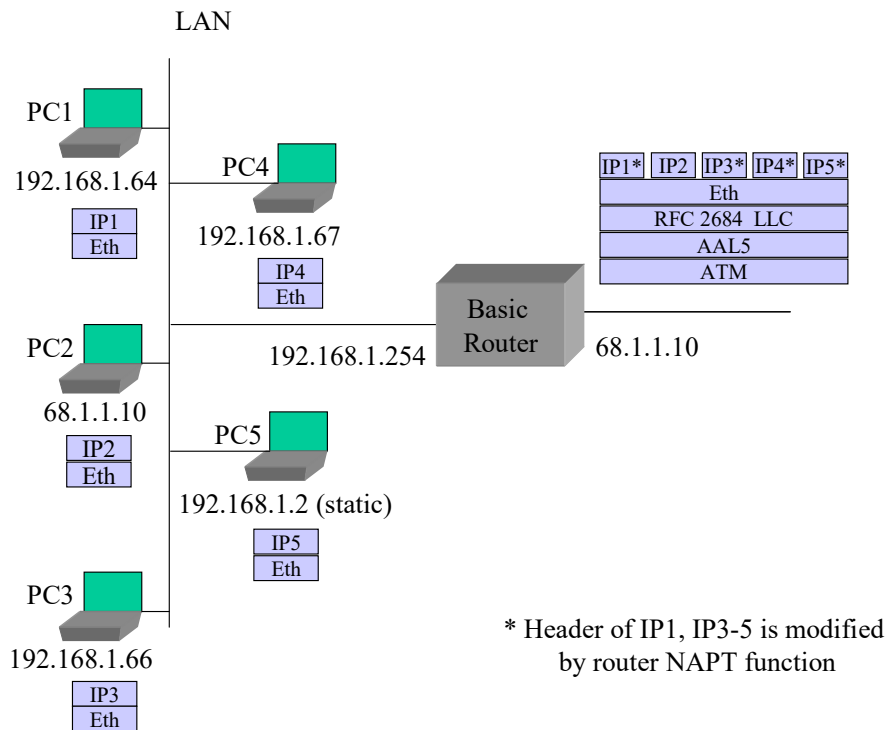 LAN
PC1
192.168.1.64
IP1
Eth
PC4
192.168.1.67
IP4
Eth
IP1* IP2 IP3* IP4* IP5*
Eth
RFC 2684 LLC
AAL5
ATM
Basic
Router
192.168.1.254
68.1.1.10
PC2
68.1.1.10
IP2
Eth
PC5
192.168.1.2 (static)
IP5
Eth
PC3
192.168.1.66
IP3
Eth
* Header of IP1, IP3-5 is modified
by router NAPT function